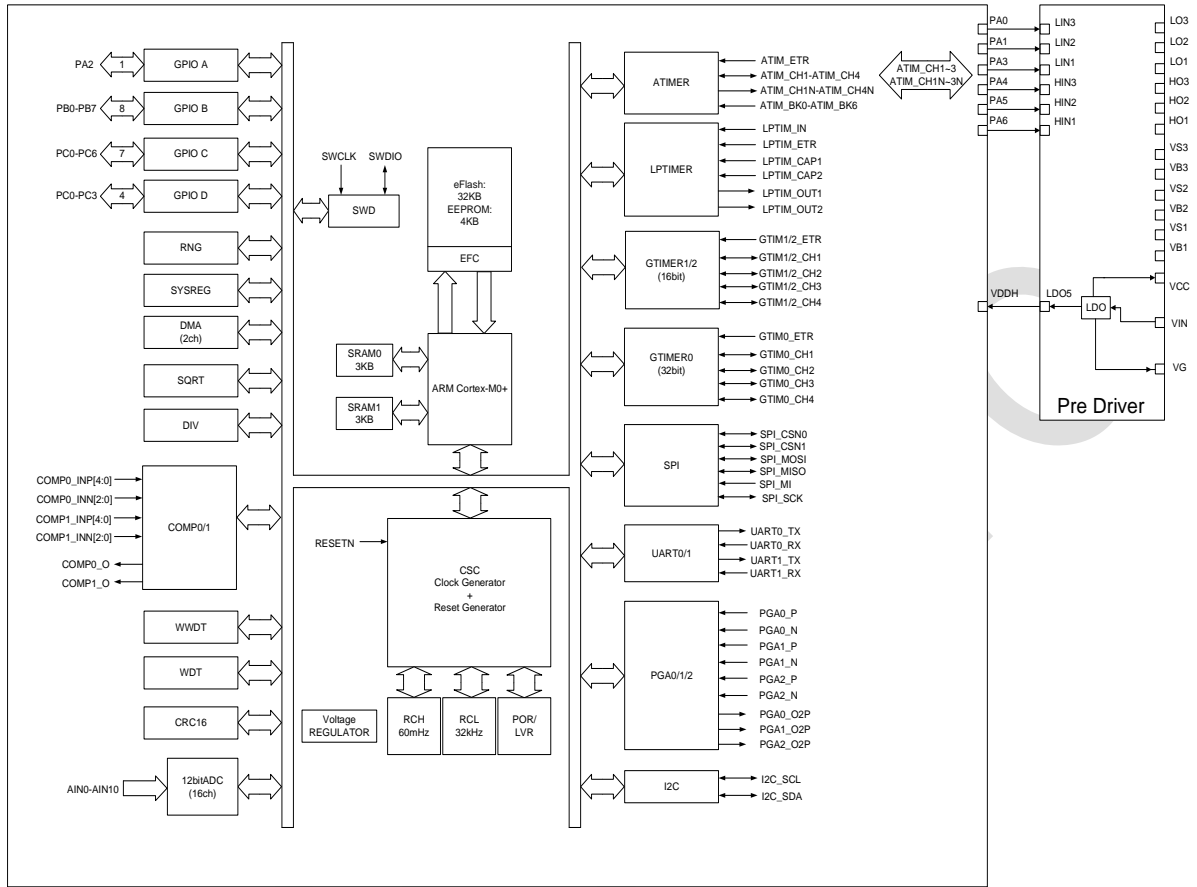 PA2
1
GPIO A
PB0-PB7
8
GPIO B
PC0-PC6
7
GPIO C
PC0-PC3
4
GPIO D
RNG
SYSREG
DMA
(2ch)
SQRT
DIV
COMP0_INP[4:0]
COMP0_INN[2:0]
COMP1_INP[4:0]
COMP1_INN[2:0]
COMP0_O
COMP1_O
COMP0/1
WWDT
WDT
CRC16
AIN0-AIN10
12bitADC
(16ch)
SWCLK
SWDIO
SWD
eFlash:
32KB
EEPROM:
4KB
EFC
SRAM0
3KB
SRAM1
3KB
ARM Cortex-M0+
RESETN
CSC
Clock Generator
+
Reset Generator
Voltage
REGULATOR
RCH
60mHz
RCL
32kHz
POR/
LVR
ATIMER
ATIM_ETR
ATIM_CH1-ATIM_CH4
ATIM_CH1N-ATIM_CH4N
ATIM_BK0-ATIM_BK6
LPTIMER
LPTIM_IN
LPTIM_ETR
LPTIM_CAP1
LPTIM_CAP2
LPTIM_OUT1
LPTIM_OUT2
GTIMER1/2
(16bit)
GTIM1/2_ETR
GTIM1/2_CH1
GTIM1/2_CH2
GTIM1/2_CH3
GTIM1/2_CH4
GTIMER0
(32bit)
GTIM0_ETR
GTIM0_CH1
GTIM0_CH2
GTIM0_CH3
GTIM0_CH4
SPI
SPI_CSN0
SPI_CSN1
SPI_MOSI
SPI_MISO
SPI_MI
SPI_SCK
UART0/1
UART0_TX
UART0_RX
UART1_TX
UART1_RX
PGA0/1/2
PGA0_P
PGA0_N
PGA1_P
PGA1_N
PGA2_P
PGA2_N
PGA0_O2P
PGA1_O2P
PGA2_O2P
I2C
I2C_SCL
I2C_SDA
ATIM_CH1~3
ATIM_CH1N~3N
PA0
PA1
PA3
PA4
PA5
PA6
VDDH
LIN3
LIN2
LIN1
HIN3
HIN2
HIN1
LDO5
LDO
LO3
LO2
LO1
HO3
HO2
HO1
VS3
VB3
VS2
VB2
VS1
VB1
VCC
VIN
VG
Pre Driver